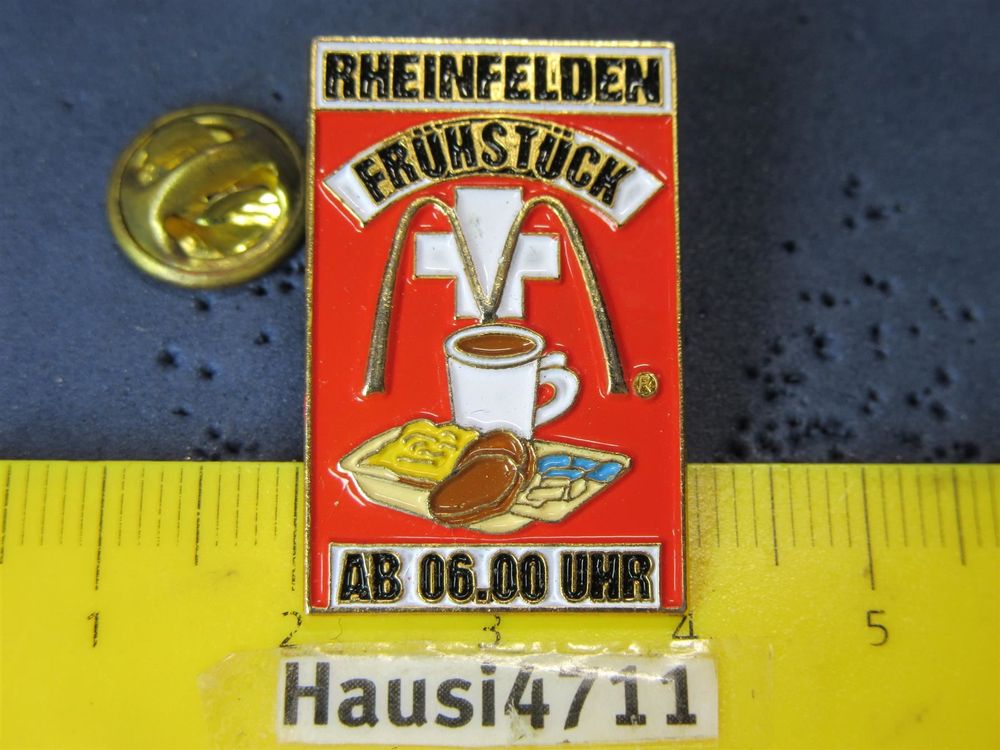 RHEINFELDEN
FRÜHSTÜCK
®
AB 06.00 UHR
1 2 3 4 5
Hausi4711